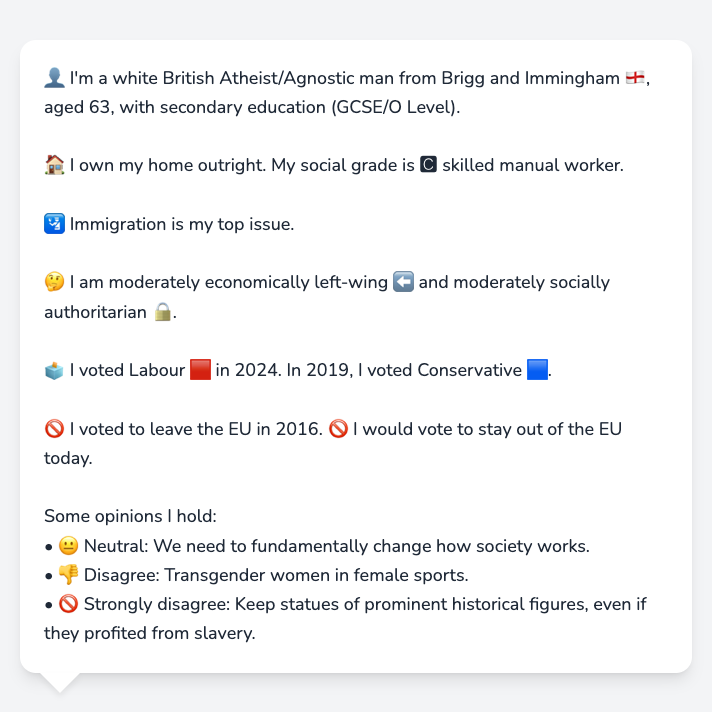 👤 I'm a white British Atheist/Agnostic man from Brigg and Immingham 🏴󠁧󠁢󠁥󠁮󠁧󠁿,
aged 63, with secondary education (GCSE/O Level).
🏠 I own my home outright. My social grade is 🅲 skilled manual worker.
🛂 Immigration is my top issue.
🤔 I am moderately economically left-wing ⬅️ and moderately socially
authoritarian 🔒.
🗳️ I voted Labour 🟥 in 2024. In 2019, I voted Conservative 🟦.
🚫 I voted to leave the EU in 2016. 🚫 I would vote to stay out of the EU
today.
Some opinions I hold:
• 😐 Neutral: We need to fundamentally change how society works.
• 👎 Disagree: Transgender women in female sports.
• 🚫 Strongly disagree: Keep statues of prominent historical figures, even if
they profited from slavery.